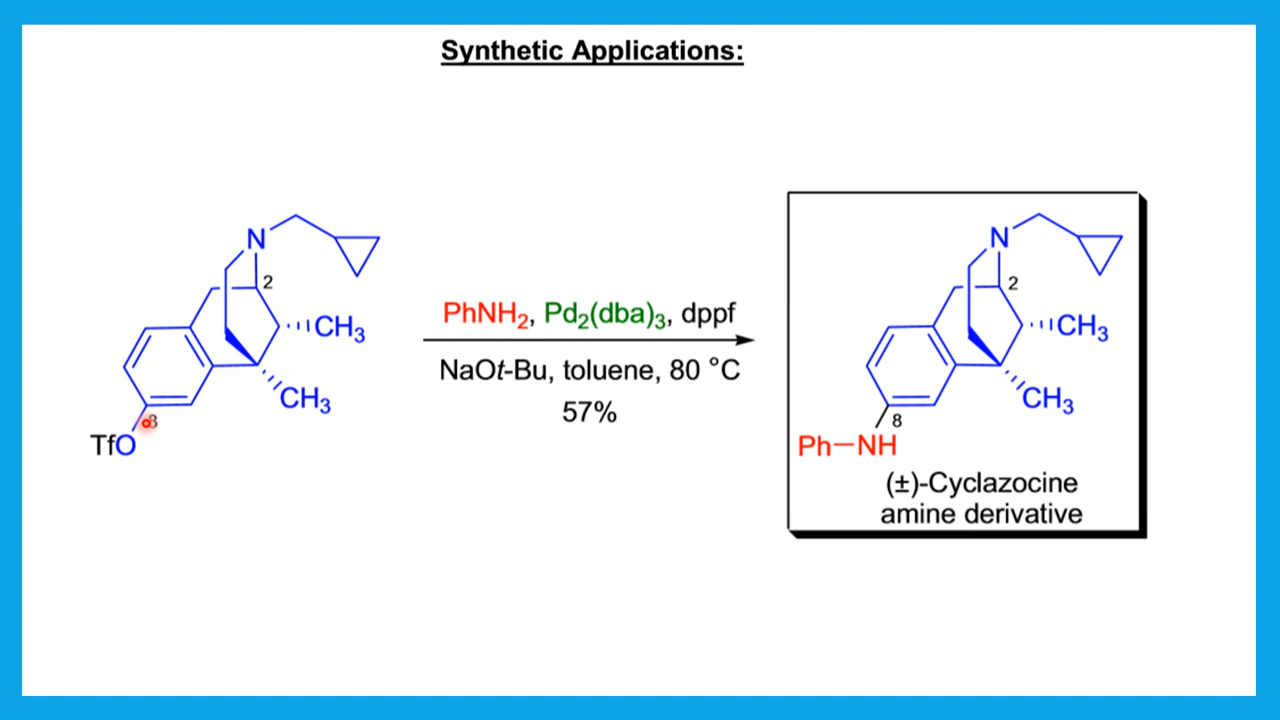 Synthetic Applications:
N
2
CH3
CH3
TfO
PhNH2, Pd2(dba)3, dppf
NaOt-Bu, toluene, 80 °C
57%
N
2
CH3
CH3
8
Ph–NH
(±)-Cyclazocine
amine derivative